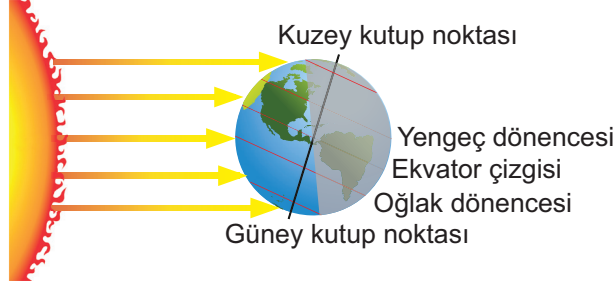 Kuzey kutup noktası
Yengeç dönencesi
Ekvator çizgisi
Oğlak dönencesi
Güney kutup noktası